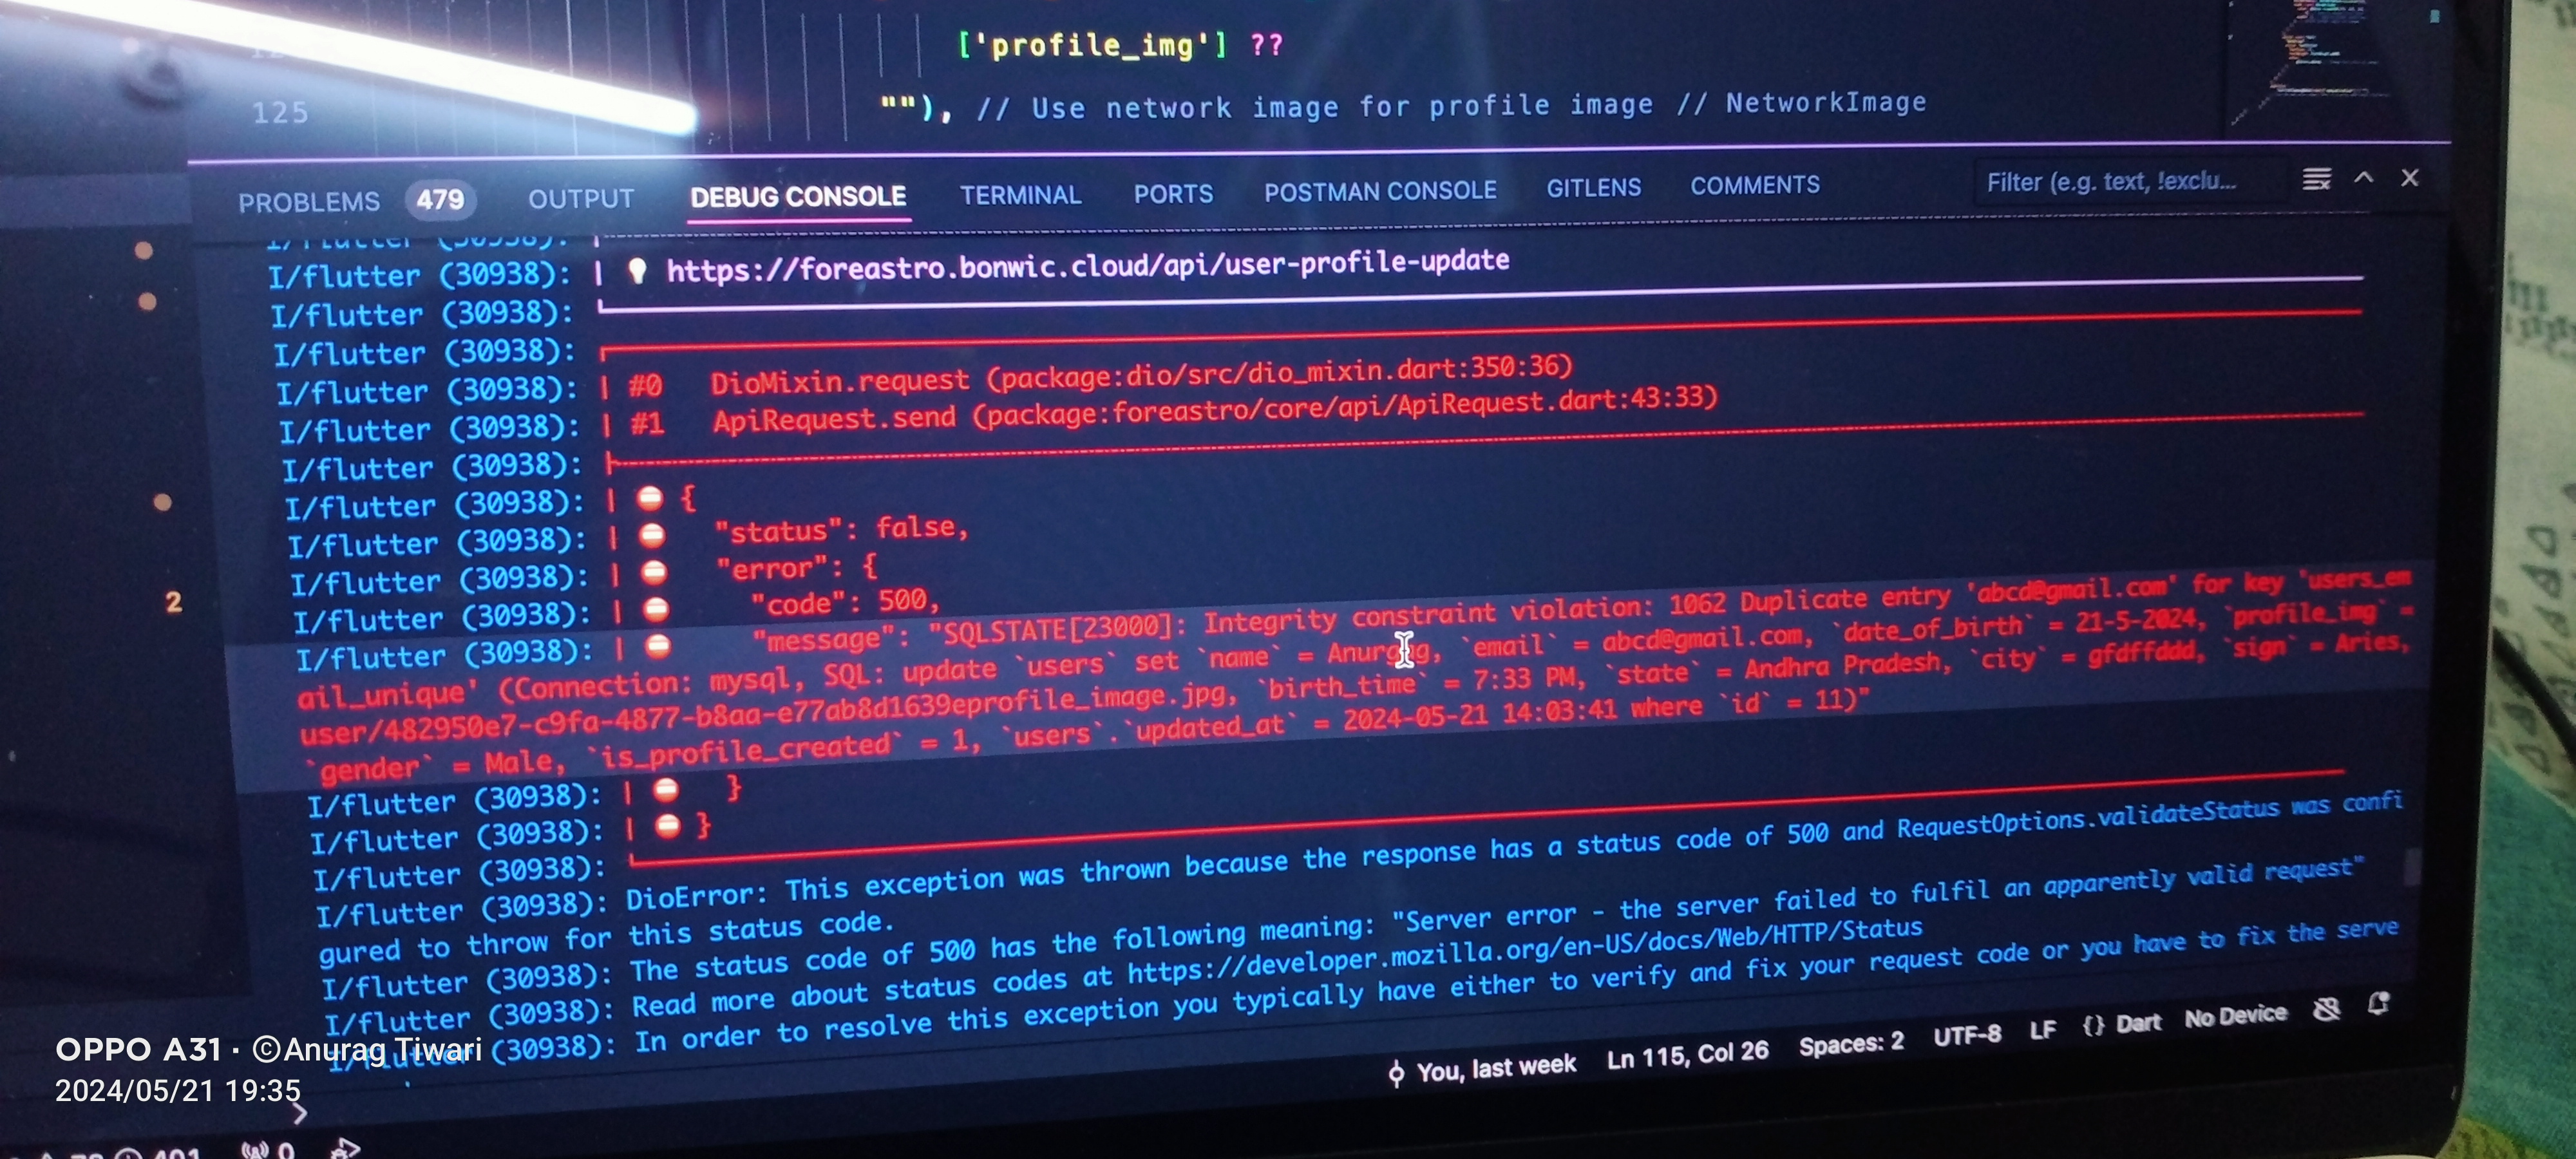 ['profile_img'] ??
125 ""), // Use network image for profile image // NetworkImage
PROBLEMS 479 OUTPUT DEBUG CONSOLE TERMINAL PORTS POSTMAN CONSOLE GITLENS COMMENTS Filter (e.g. text, !exclu...
I/flutter (30938): | 💡 https://foreastro.bonwic.cloud/api/user-profile-update
I/flutter (30938):
I/flutter (30938):
I/flutter (30938): | #0 DioMixin.request (package:dio/src/dio_mixin.dart:350:36)
I/flutter (30938): | #1 ApiRequest.send (package:foreastro/core/api/ApiRequest.dart:43:33)
I/flutter (30938):
I/flutter (30938): | ⛔ {
I/flutter (30938): | ⛔ "status": false,
I/flutter (30938): | ⛔ "error": {
I/flutter (30938): | ⛔ "code": 500,
I/flutter (30938): | ⛔ "message": "SQLSTATE[23000]: Integrity constraint violation: 1062 Duplicate entry 'abcd@gmail.com' for key 'users_em
ail_unique' (Connection: mysql, SQL: update `users` set `name` = Anurag, `email` = abcd@gmail.com, `date_of_birth` = 21-5-2024, `profile_img` =
user/482950e7-c9fa-4877-b8aa-e77ab8d1639eprofile_image.jpg, `birth_time` = 7:33 PM, `state` = Andhra Pradesh, `city` = gfdffddd, `sign` = Aries,
`gender` = Male, `is_profile_created` = 1, `users`.`updated_at` = 2024-05-21 14:03:41 where `id` = 11)"
I/flutter (30938): | ⛔ }
I/flutter (30938): | ⛔ }
I/flutter (30938):
I/flutter (30938): DioError: This exception was thrown because the response has a status code of 500 and RequestOptions.validateStatus was confi
gured to throw for this status code.
I/flutter (30938): The status code of 500 has the following meaning: "Server error - the server failed to fulfil an apparently valid request"
I/flutter (30938): Read more about status codes at https://developer.mozilla.org/en-US/docs/Web/HTTP/Status
I/flutter (30938): In order to resolve this exception you typically have either to verify and fix your request code or you have to fix the serve
2
You, last week Ln 115, Col 26 Spaces: 2 UTF-8 LF {} Dart No Device
OPPO A31 · ©Anurag Tiwari
2024/05/21 19:35